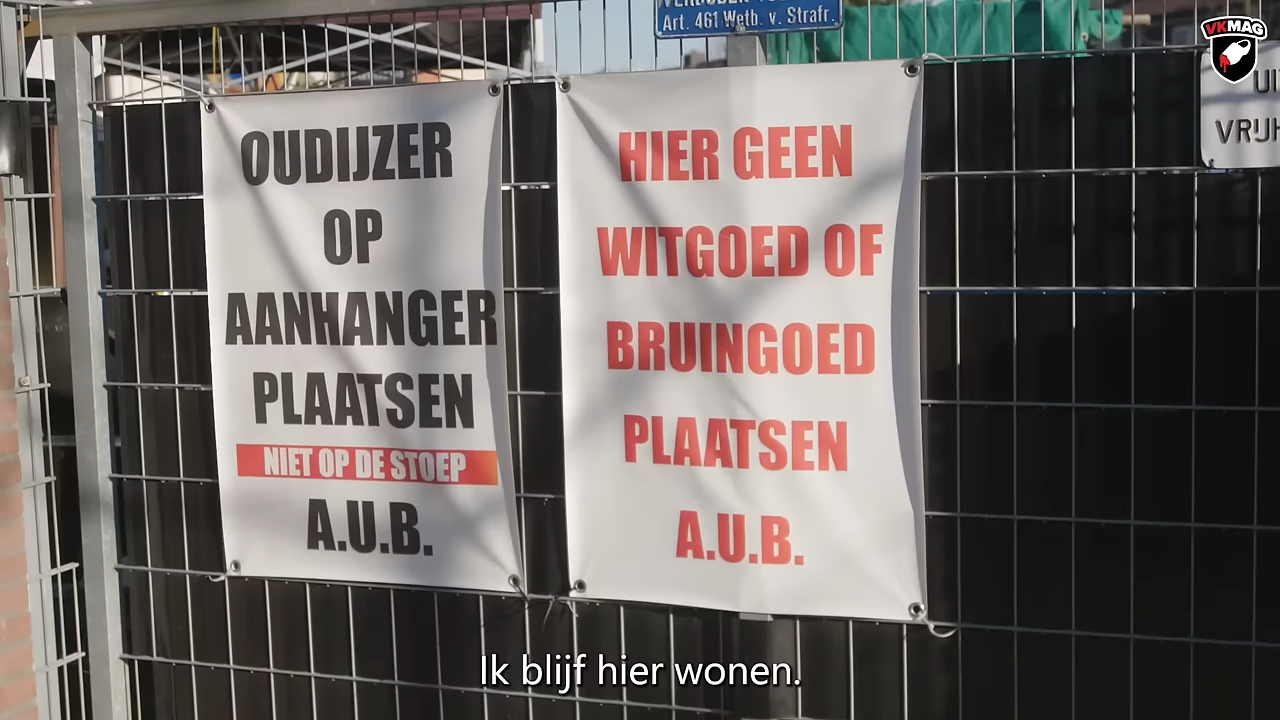 Art. 461 Wetb. v. Strafr.
VKMAG
VRIJH
OUDIJZER
OP
AANHANGER
PLAATSEN
NIET OP DE STOEP
A.U.B.
HIER GEEN
WITGOED OF
BRUINGOED
PLAATSEN
A.U.B.
Ik blijf hier wonen.